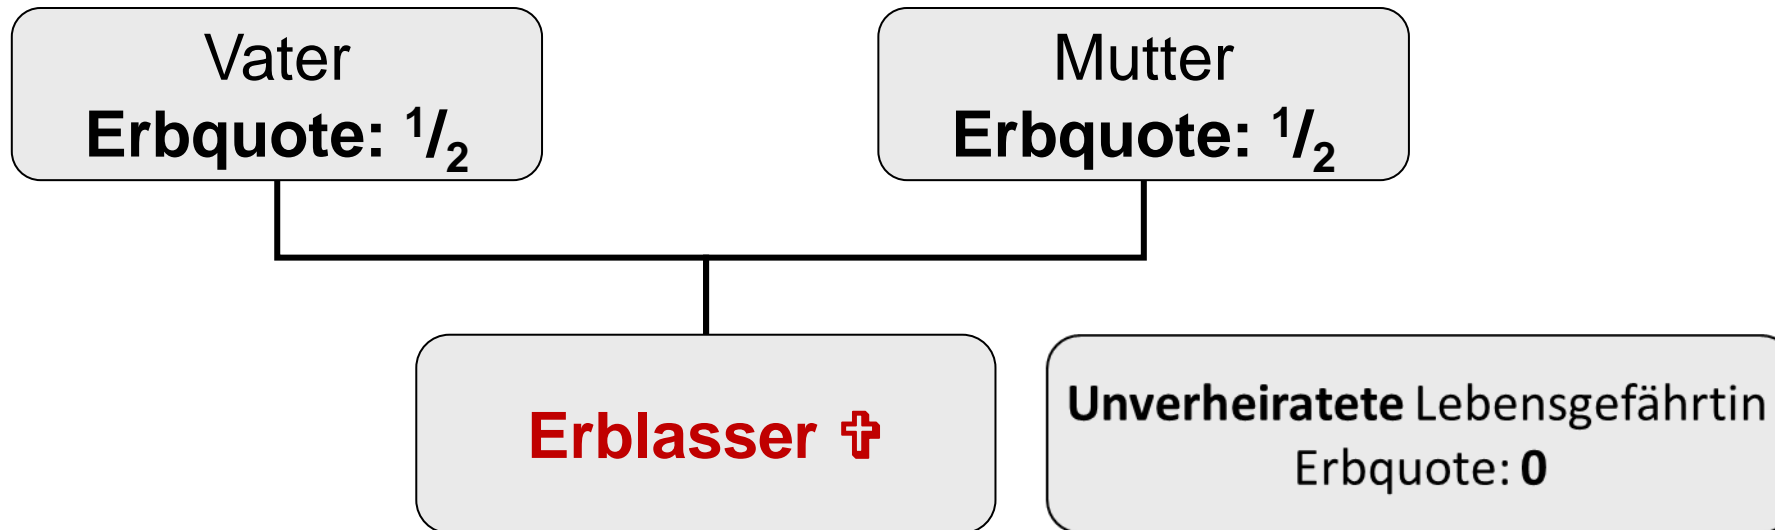 Vater
Erbquote: 1/2
Mutter
Erbquote: 1/2
Erblasser ✞
Unverheiratete Lebensgefährtin
Erbquote: 0